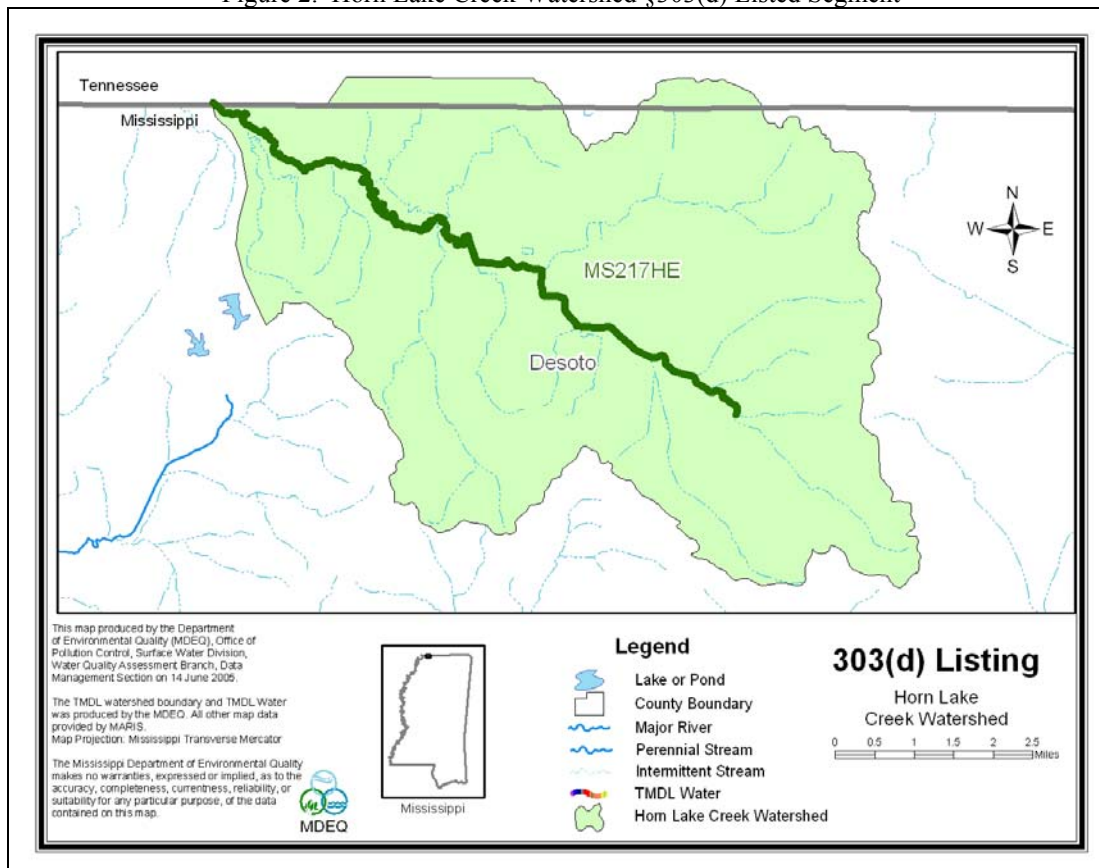 Figure 2. Horn Lake Creek Watershed §303(d) Listed Segment
Tennessee
Mississippi
N
W E
S
MS217HE
Desoto
This map produced by the Department
of Environmental Quality (MDEQ), Office of
Pollution Control, Surface Water Division,
Water Quality Assessment Branch, Data
Management Section on 14 June 2005.
The TMDL watershed boundary and TMDL Water
was produced by the MDEQ. All other map data
provided by MARIS.
Map Projection: Mississippi Transverse Mercator
The Mississippi Department of Environmental Quality
makes no warranties, expressed or implied, as to the
accuracy, completeness, currentness, reliability, or
suitability for any particular purpose, of the data
contained on this map.
MDEQ
Mississippi
Legend
Lake or Pond
County Boundary
Major River
Perennial Stream
Intermittent Stream
TMDL Water
Horn Lake Creek Watershed
303(d) Listing
Horn Lake
Creek Watershed
0 0.5 1 1.5 2 2.5
Miles